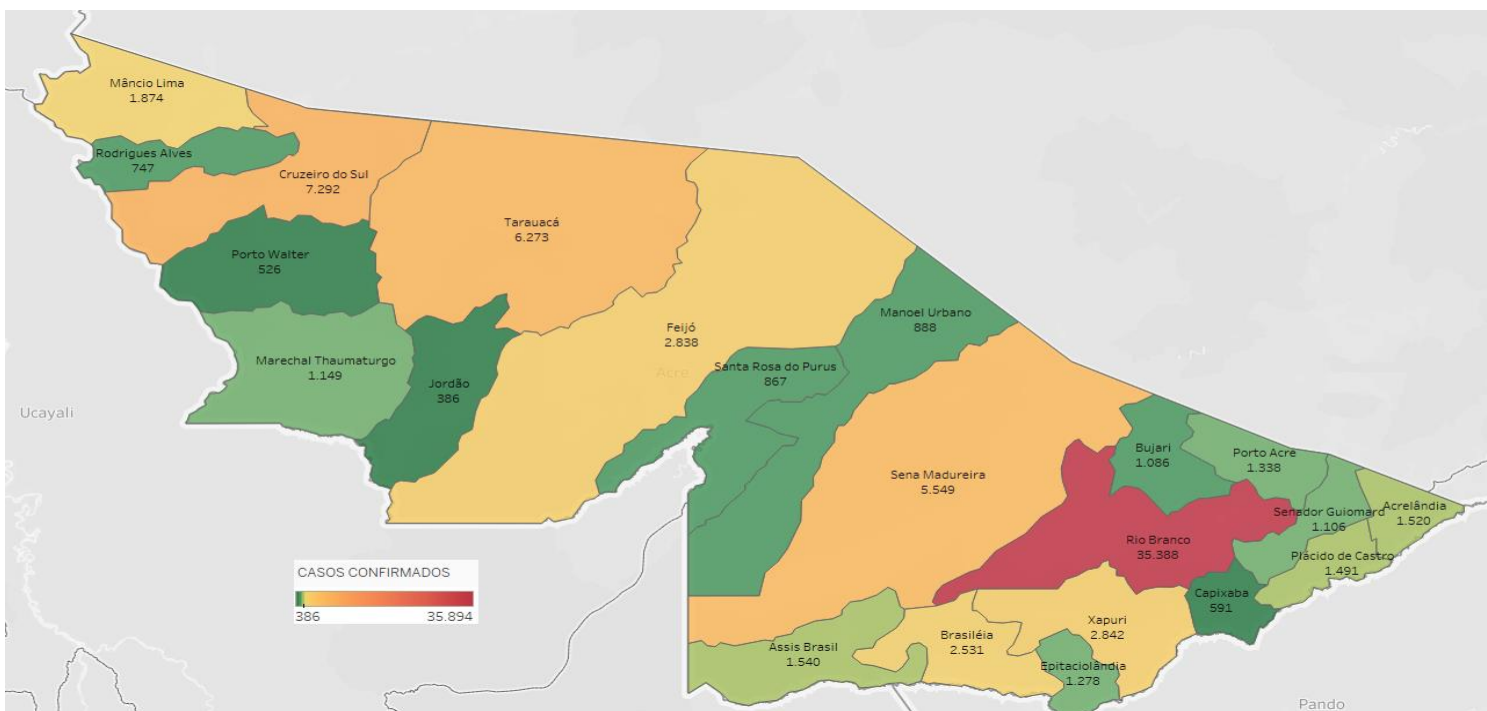 Mâncio Lima
1.874
Rodrigues Alves
747
Cruzeiro do Sul
7.292
Tarauacá
6.273
Porto Walter
526
Marechal Thaumaturgo
1.149
Jordão
386
Feijó
2.838
Acre
Manoel Urbano
888
Santa Rosa do Purus
867
Ucayali
Sena Madureira
5.549
Bujari
1.086
Porto Acre
1.338
Senador Guiomard
1.106
Acrelândia
1.520
Rio Branco
35.388
Plácido de Castro
1.491
Capixaba
591
Xapuri
2.842
Brasiléia
2.531
Assis Brasil
1.540
Epitaciolândia
1.278
Pando
CASOS CONFIRMADOS
386
35.894